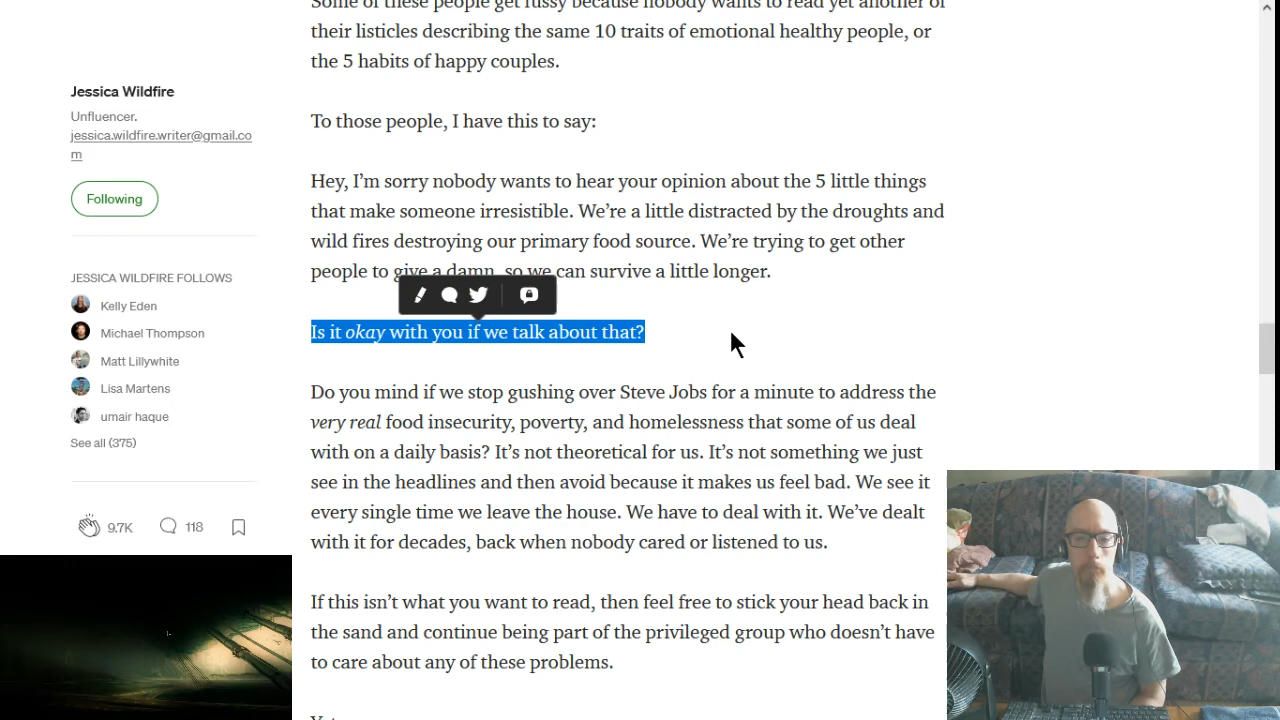 Some of these people get fussy because nobody wants to read yet another of
their listicles describing the same 10 traits of emotional healthy people, or
the 5 habits of happy couples.
To those people, I have this to say:
Hey, I’m sorry nobody wants to hear your opinion about the 5 little things
that make someone irresistible. We’re a little distracted by the droughts and
wild fires destroying our primary food source. We’re trying to get other
people to give a damn, so we can survive a little longer.
Is it okay with you if we talk about that?
Do you mind if we stop gushing over Steve Jobs for a minute to address the
very real food insecurity, poverty, and homelessness that some of us deal
with on a daily basis? It’s not theoretical for us. It’s not something we just
see in the headlines and then avoid because it makes us feel bad. We see it
every single time we leave the house. We have to deal with it. We’ve dealt
with it for decades, back when nobody cared or listened to us.
If this isn’t what you want to read, then feel free to stick your head back in
the sand and continue being part of the privileged group who doesn’t have
to care about any of these problems.
Jessica Wildfire
Unfluencer.
jessica.wildfire.writer@gmail.co
m
Following
JESSICA WILDFIRE FOLLOWS
Kelly Eden
Michael Thompson
Matt Lillywhite
Lisa Martens
umair haque
See all (375)
9.7K 118